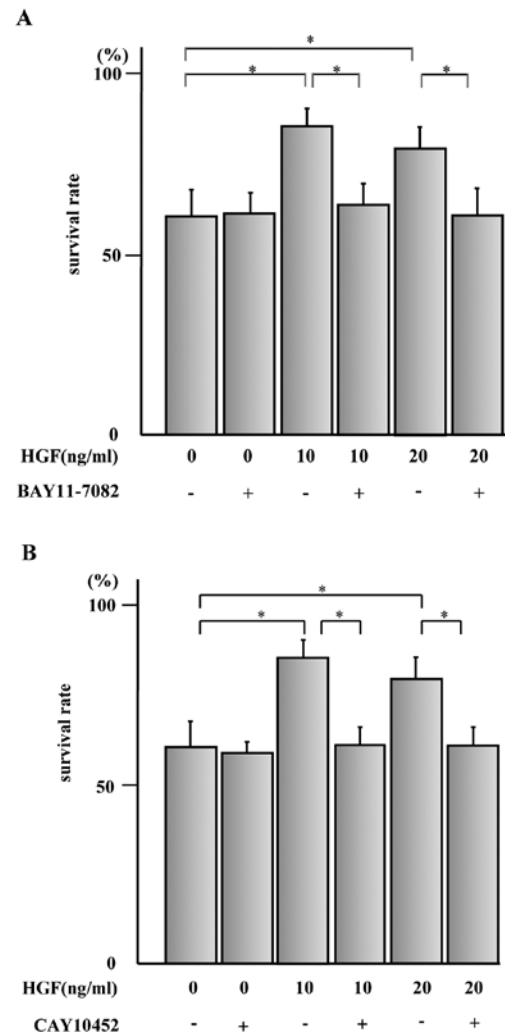 A
(%)
*
100
* * *
survival rate
50
0
HGF(ng/ml) 0 0 10 10 20 20
BAY11-7082 - + - + - +
B
(%)
*
100
* * *
survival rate
50
0
HGF(ng/ml) 0 0 10 10 20 20
CAY10452 - + - + - +